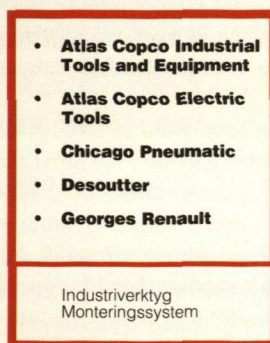 • Atlas Copco Industrial
Tools and Equipment
• Atlas Copco Electric
Tools
• Chicago Pneumatic
• Desoutter
• Georges Renault
Industriverktyg
Monteringssystem